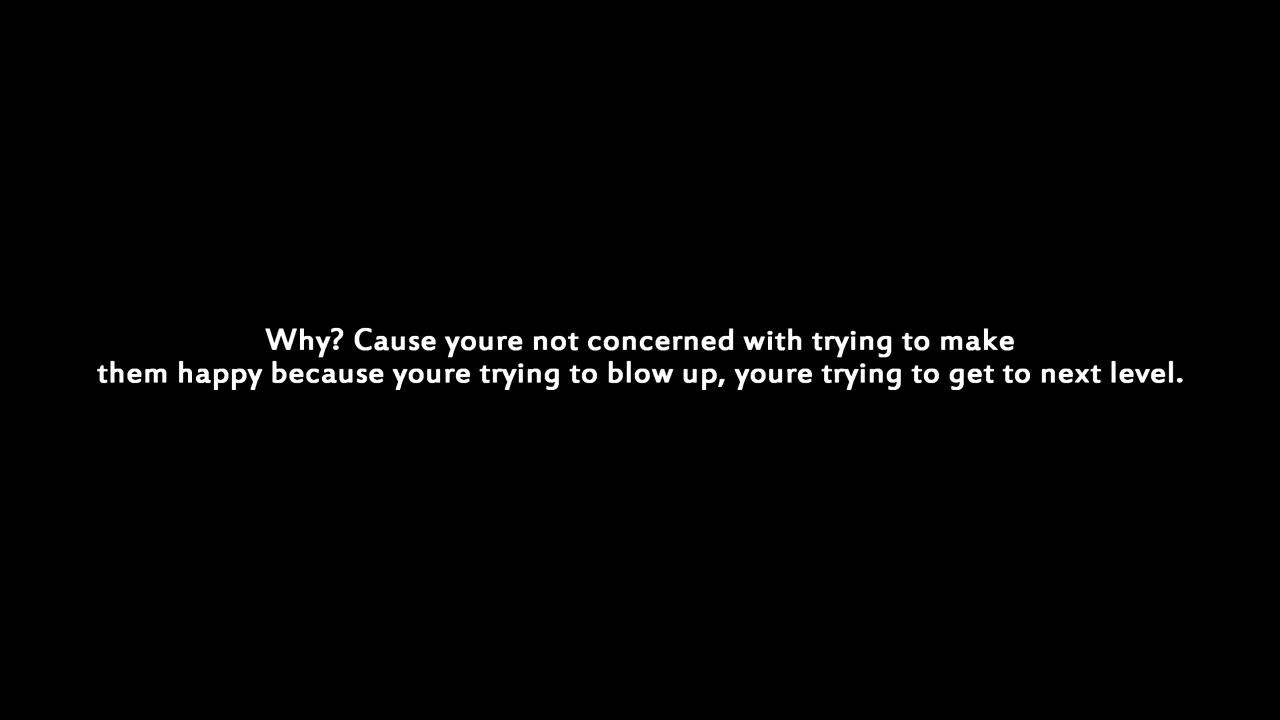 Why? Cause youre not concerned with trying to make
them happy because youre trying to blow up, youre trying to get to next level.